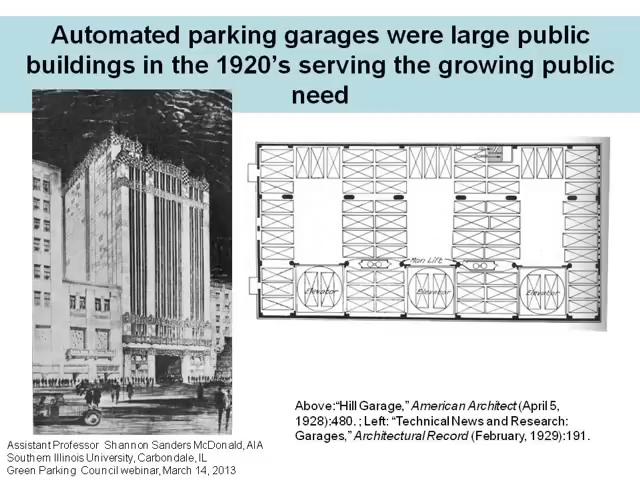 Automated parking garages were large public
buildings in the 1920's serving the growing public
need
Man Lift
Elevator
Elevator
Elevator
Above:"Hill Garage," American Architect (April 5,
1928):480. ; Left: "Technical News and Research:
Garages," Architectural Record (February, 1929):191.
Assistant Professor Shannon Sanders McDonald, AIA
Southern Illinois University, Carbondale, IL
Green Parking Council webinar, March 14, 2013